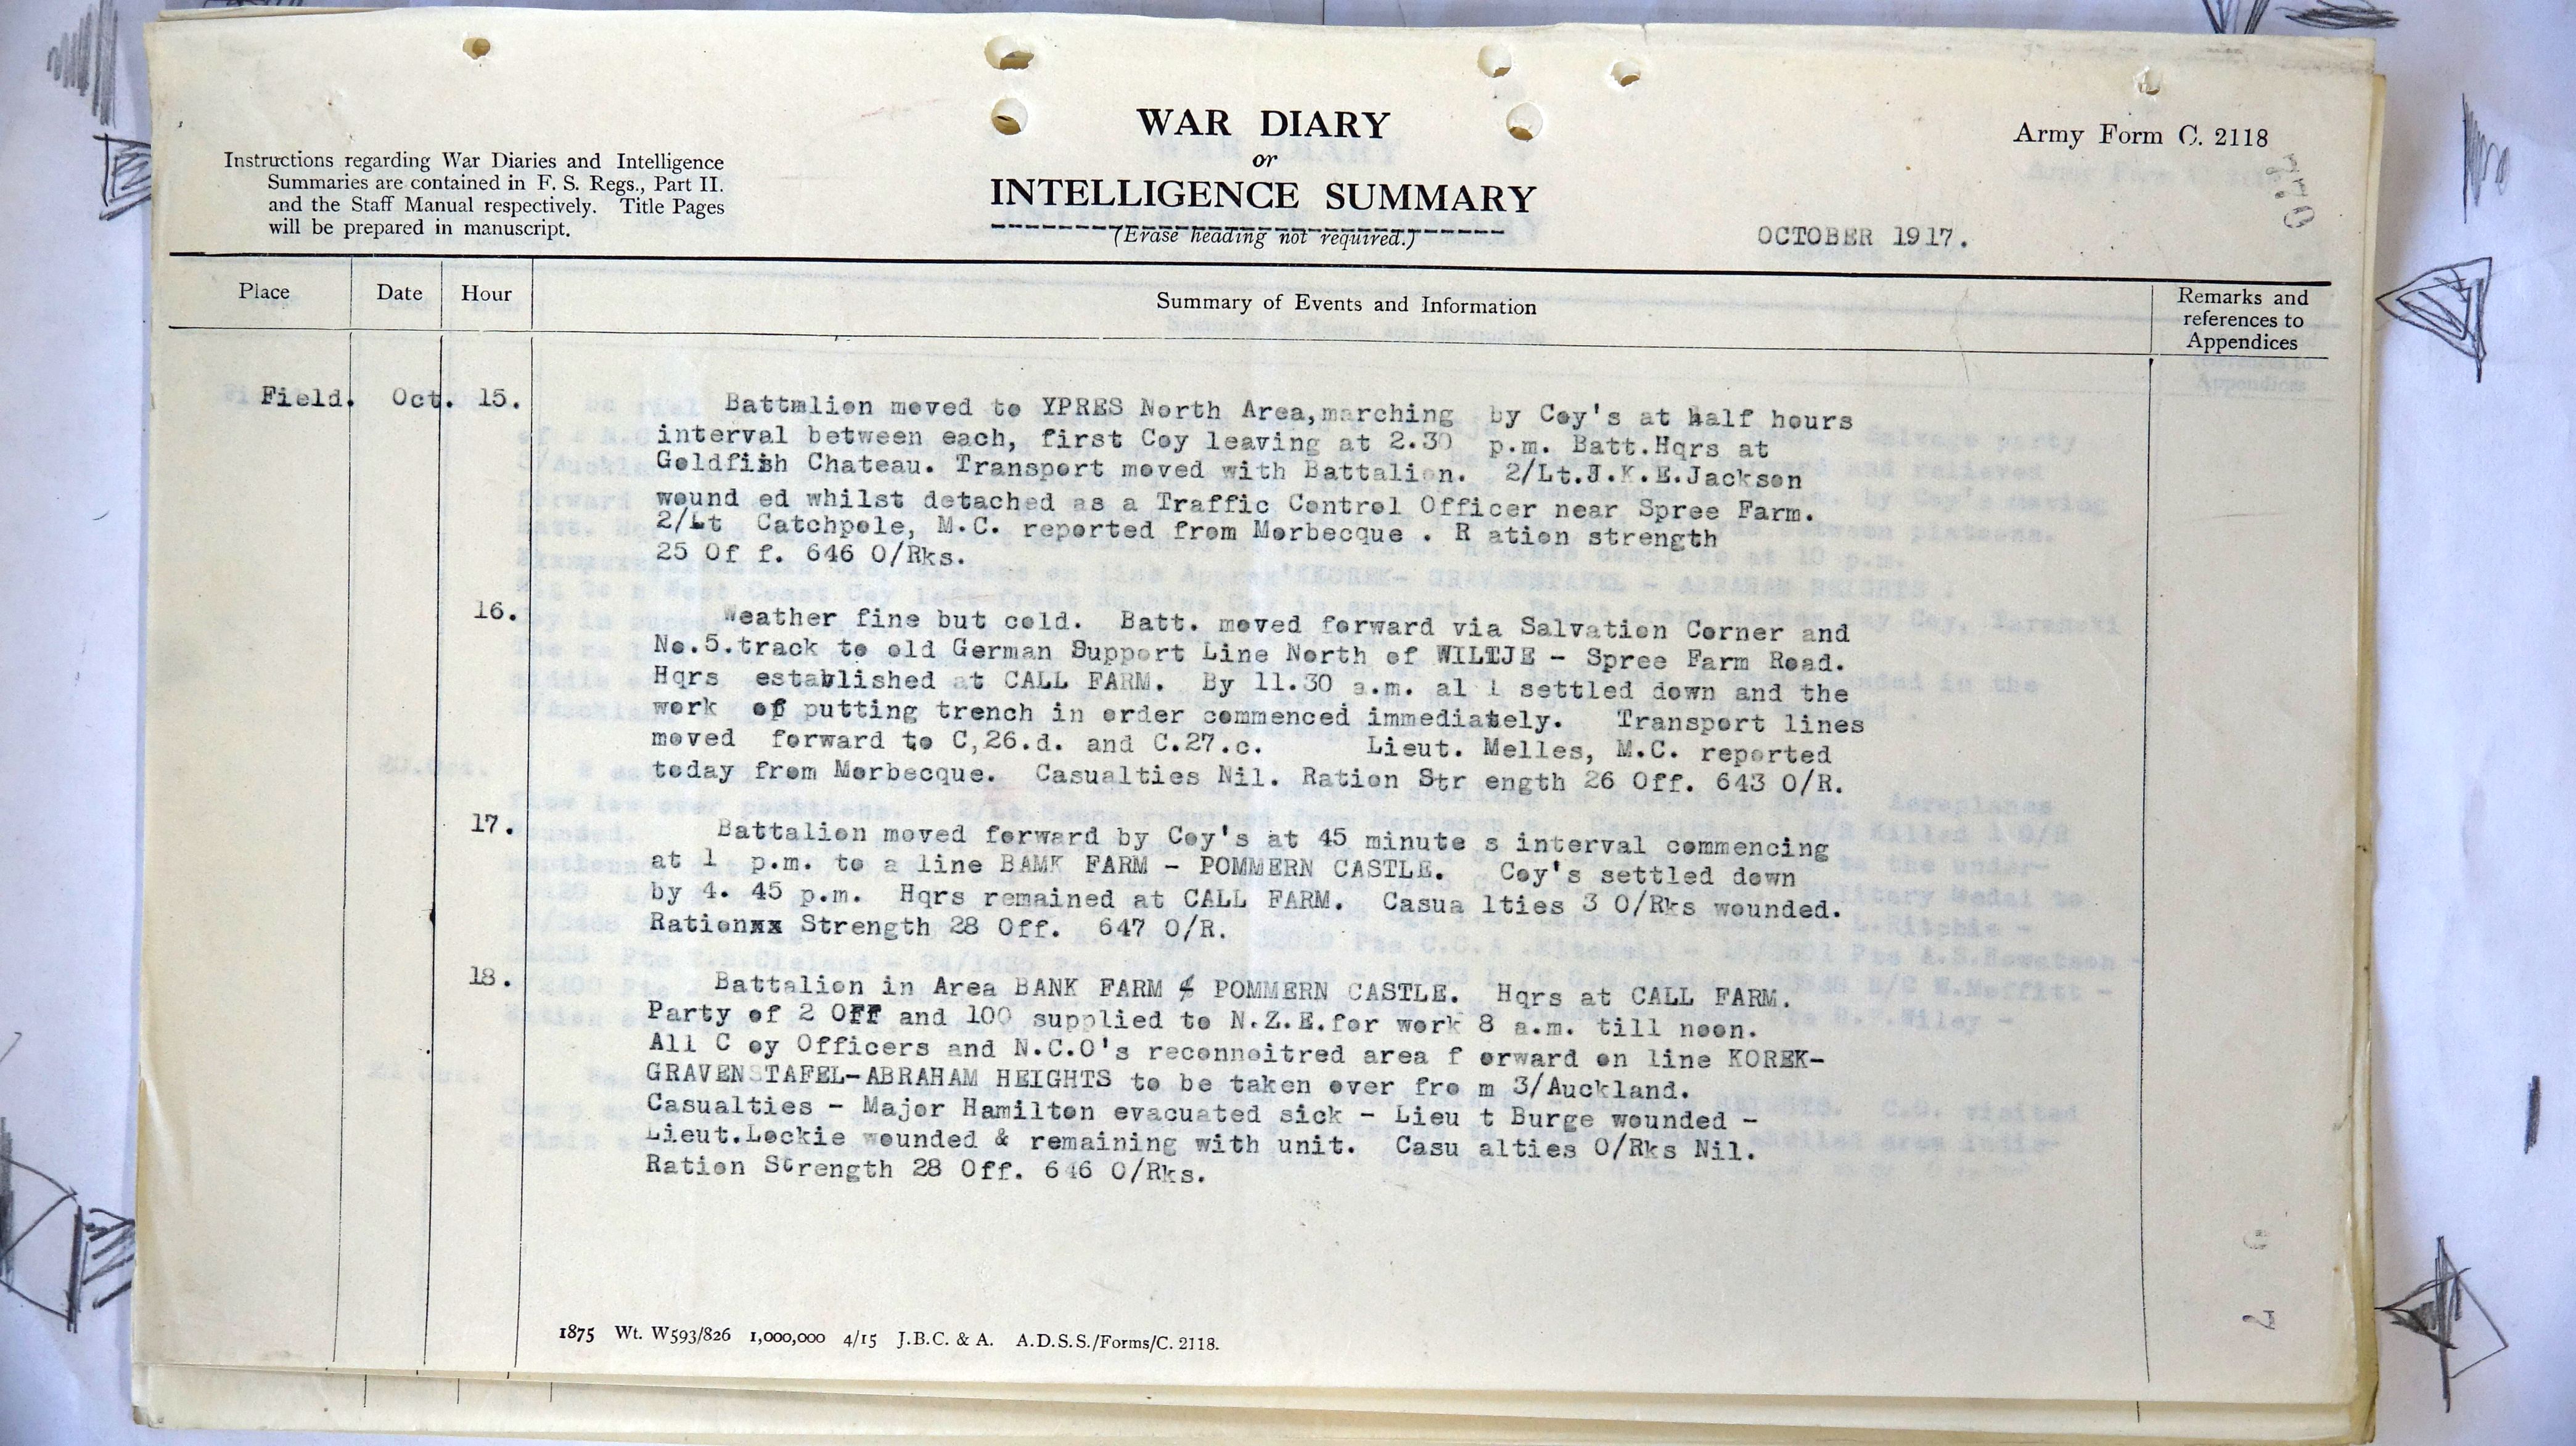 WAR DIARY
or
INTELLIGENCE SUMMARY
(Erase heading not required.)
Army Form C. 2118
Instructions regarding War Diaries and Intelligence
Summaries are contained in F. S. Regs., Part II.
and the Staff Manual respectively. Title Pages
will be prepared in manuscript.
OCTOBER 1917.
Place Date Hour Summary of Events and Information Remarks and
references to
Appendices
Field. Oct. 15. Battalion moved to YPRES North Area,marching by Coy's at half hours
interval between each, first Coy leaving at 2.30 p.m. Batt.Hqrs at
Goldfish Chateau. Transport moved with Battalion. 2/Lt.J.K.E.Jackson
wound ed whilst detached as a Traffic Control Officer near Spree Farm.
2/Lt Catchpole, M.C. reported from Morbecque . R ation strength
25 Of f. 646 O/Rks.
16. Weather fine but cold. Batt. moved forward via Salvation Corner and
No.5.track to old German Support Line North of WILTJE - Spree Farm Road.
Hqrs established at CALL FARM. By 11.30 a.m. al l settled down and the
work of putting trench in order commenced immediately. Transport lines
moved forward to C,26.d. and C.27.c. Lieut. Melles, M.C. reported
today from Morbecque. Casualties Nil. Ration Str ength 26 Off. 643 O/R.
17. Battalion moved forward by Coy's at 45 minute s interval commencing
at 1 p.m. to a line BAMK FARM - POMMERN CASTLE. Coy's settled down
by 4. 45 p.m. Hqrs remained at CALL FARM. Casua lties 3 O/Rks wounded.
Rationxx Strength 28 Off. 647 O/R.
18. Battalion in Area BANK FARM & POMMERN CASTLE. Hqrs at CALL FARM.
Party of 2 OFF and 100 supplied to N.Z.E.for work 8 a.m. till noon.
All C oy Officers and N.C.O's reconnoitred area f orward on line KOREK-
GRAVENSTAFEL-ABRAHAM HEIGHTS to be taken over fro m 3/Auckland.
Casualties - Major Hamilton evacuated sick - Lieu t Burge wounded -
Lieut.Lockie wounded & remaining with unit. Casu alties O/Rks Nil.
Ration Strength 28 Off. 646 O/Rks.
1875 Wt. W593/826 1,000,000 4/15 J.B.C. & A. A.D.S.S./Forms/C. 2118.